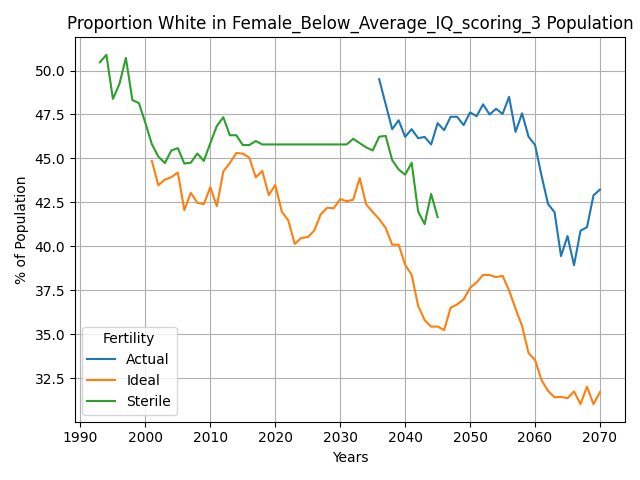 Proportion White in Female_Below_Average_IQ_scoring_3 Population
% of Population
50.0
47.5
45.0
42.5
40.0
37.5
35.0
32.5
Fertility
Actual
Ideal
Sterile
1990 2000 2010 2020 2030 2040 2050 2060 2070
Years